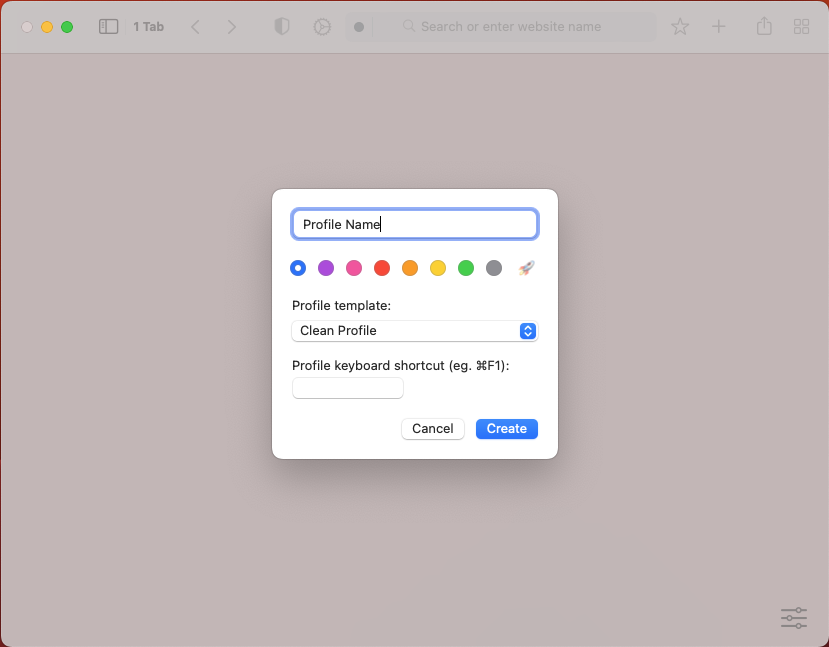 1 Tab
Search or enter website name
Profile Name
Profile template:
Clean Profile
Profile keyboard shortcut (eg. ⌘F1):
Cancel
Create